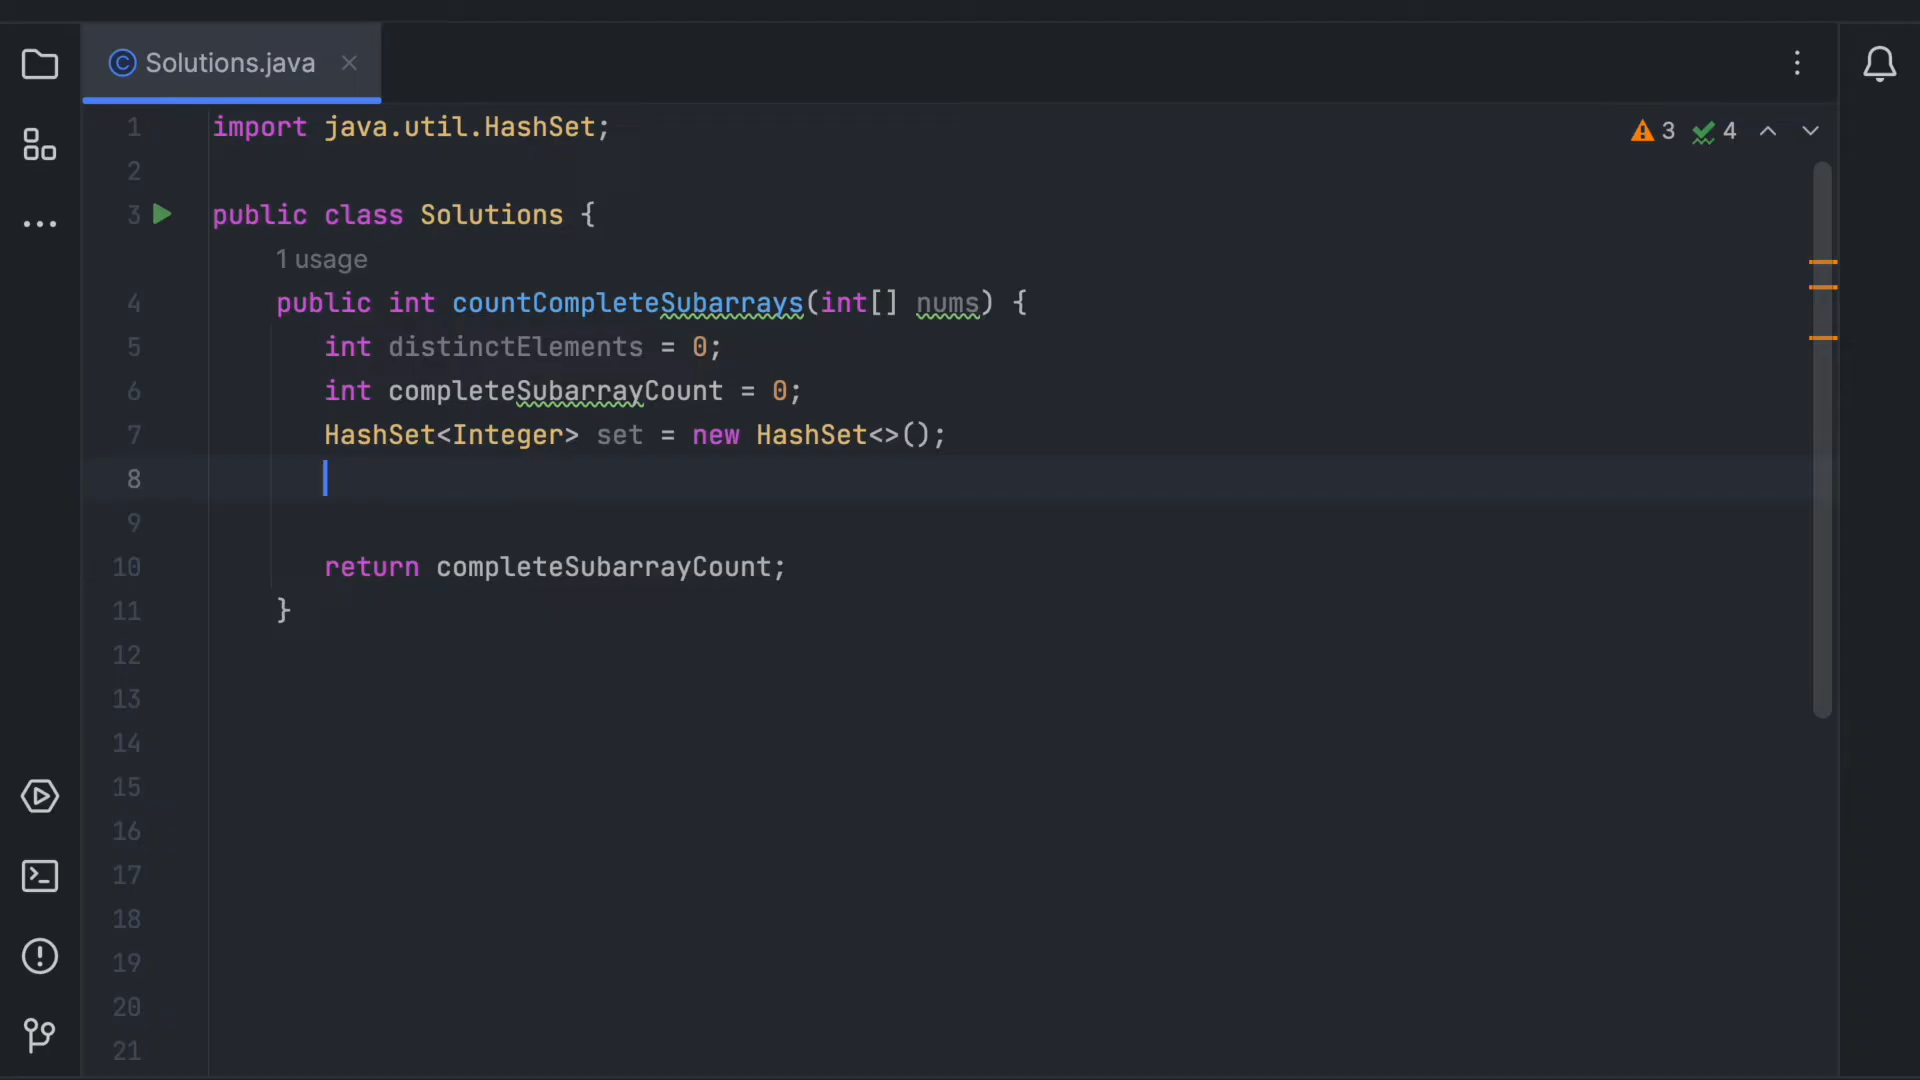 Solutions.java
3 4
1 import java.util.HashSet;
2
3 public class Solutions {
1 usage
4 public int countCompleteSubarrays(int[] nums) {
5 int distinctElements = 0;
6 int completeSubarrayCount = 0;
7 HashSet<Integer> set = new HashSet<>();
8
9
10 return completeSubarrayCount;
11 }
12
13
14
15
16
17
18
19
20
21